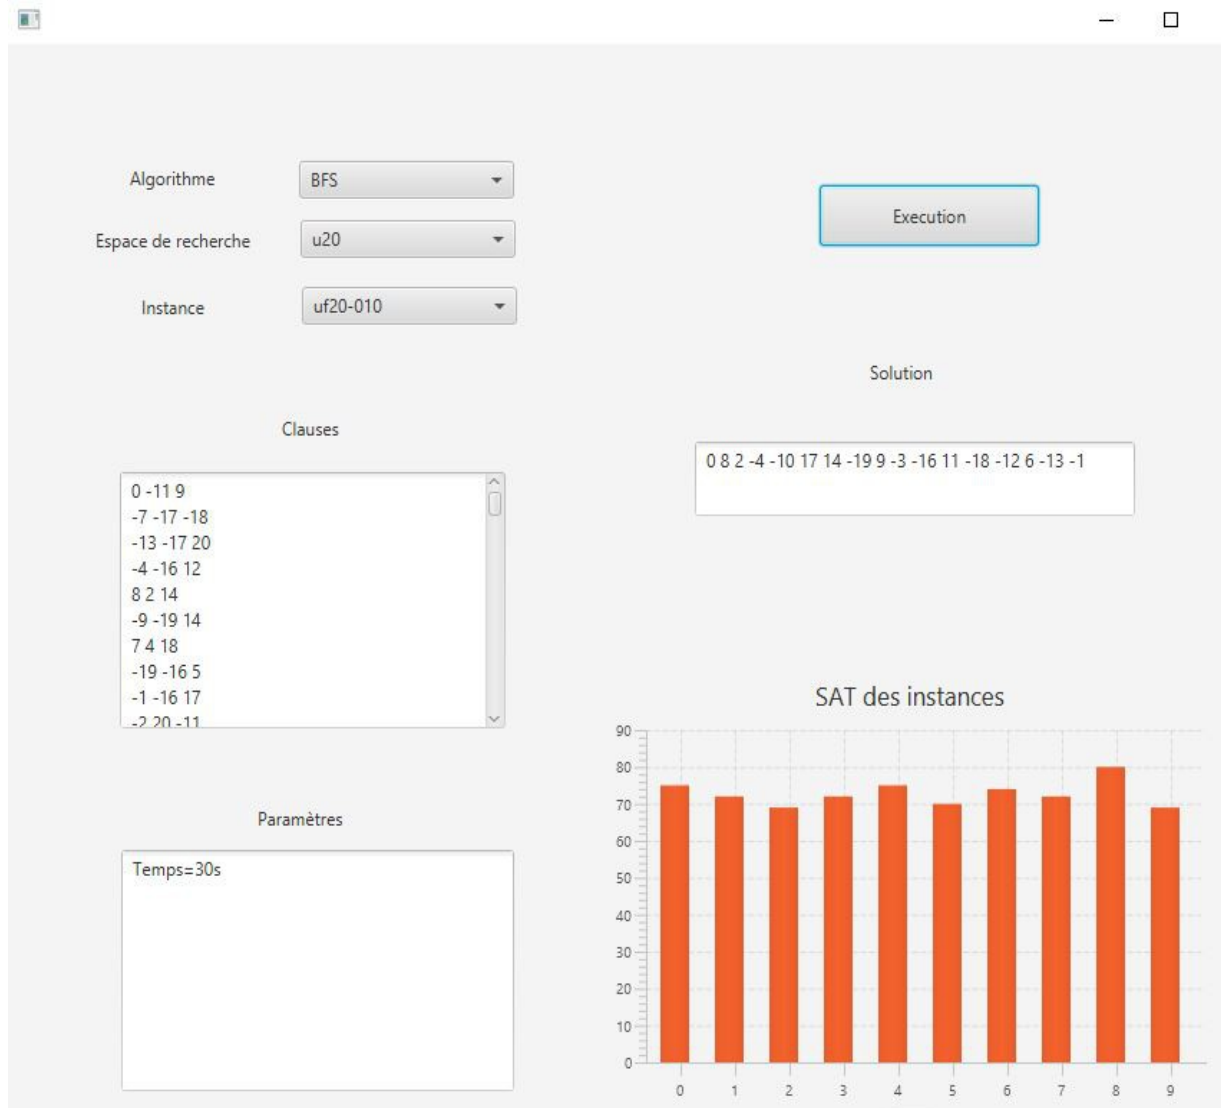 Algorithme
BFS
Espace de recherche
u20
Instance
uf20-010
Execution
Clauses
0 -11 9
-7 -17 -18
-13 -17 20
-4 -16 12
8 2 14
-9 -19 14
7 4 18
-19 -16 5
-1 -16 17
-2 20 -11
Paramètres
Temps=30s
Solution
0 8 2 -4 -10 17 14 -19 9 -3 -16 11 -18 -12 6 -13 -1
SAT des instances
90
80
70
60
50
40
30
20
10
0
0 1 2 3 4 5 6 7 8 9